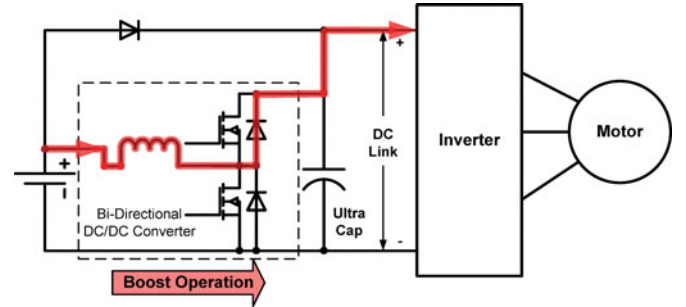 +
DC
Link
Inverter
Motor
+
Bi-Directional
DC/DC Converter
Ultra
Cap
-
Boost Operation